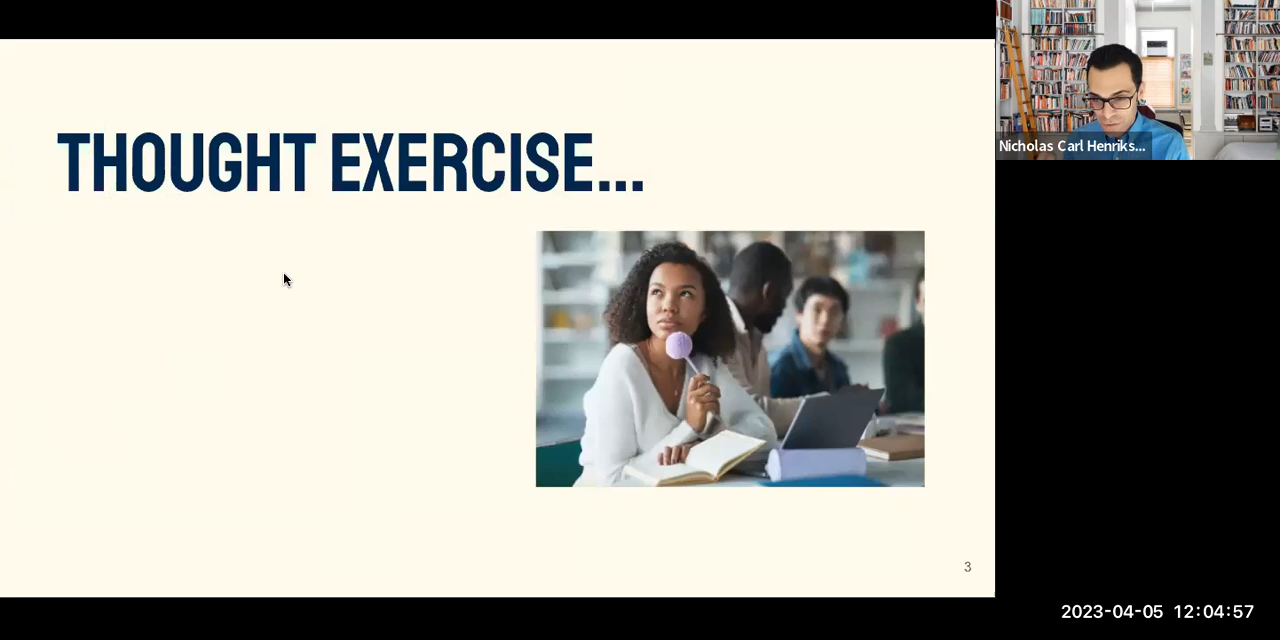 THOUGHT EXERCISE...
Nicholas Carl Henriks...
3
2023-04-05 12:04:57